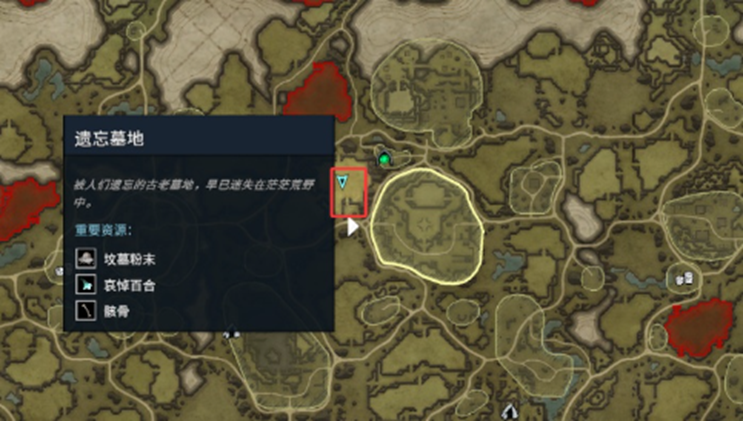 遗忘墓地
被人们遗忘的古老墓地，早已迷失在茫茫荒野
中。
重要资源：
坟墓粉末
哀悼百合
骸骨